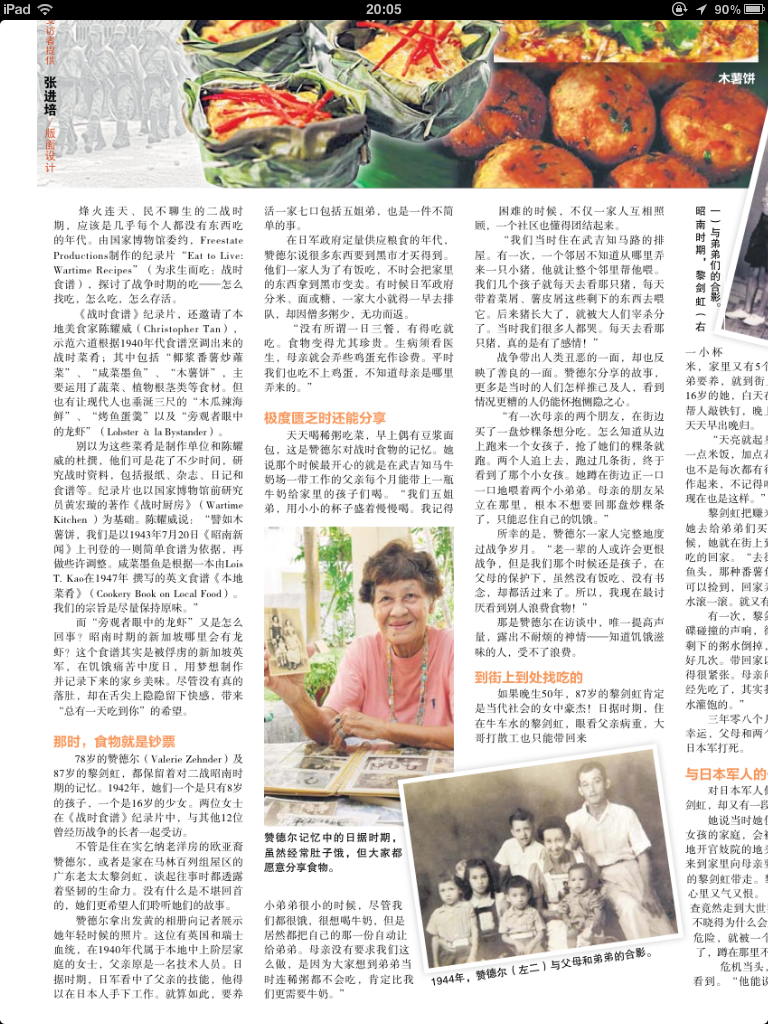 iPad
20:05
90%
受访者提供
张进培
／版面设计
木薯饼
烽火连天、民不聊生的二战时
期，应该是几乎每个人都没有东西吃
的年代。由国家博物馆委约，Freestate
Productions制作的纪录片“Eat to Live:
Wartime Recipes”（为求生而吃：战时
食谱），探讨了战争时期的吃——怎么
找吃，怎么吃，怎么存活。
《战时食谱》纪录片，还邀请了本
地美食家陈耀威（Christopher Tan），
示范六道根据1940年代食谱烹调出来的
战时菜肴；其中包括“椰浆番薯炒蕹
菜”、“咸菜墨鱼”、“木薯饼”，主
要运用了蔬菜、植物根茎类等食材。但
也有让现代人也垂涎三尺的“木瓜辣海
鲜”、“烤鱼蛋羹”以及“旁观者眼中
的龙虾”（Lobster à la Bystander）。
别以为这些菜肴是制作单位和陈耀
威的杜撰，他们可是花了不少时间，研
究战时资料，包括报纸、杂志、日记和
食谱等。纪录片也以国家博物馆前研究
员黄宏璇的著作《战时厨房》（Wartime
Kitchen ）为基础。陈耀威说：“譬如木
薯饼，我们是以1943年7月20日《昭南新
闻》上刊登的一则简单食谱为依据，再
做些许调整。咸菜墨鱼是根据一本由Lois
T. Kao在1947年 撰写的英文食谱《本地
菜肴》（Cookery Book on Local Food）。
我们的宗旨是尽量保持原味。”
而“旁观者眼中的龙虾”又是怎么
回事？昭南时期的新加坡哪里会有龙
虾？这个食谱其实是被俘虏的新加坡英
军，在饥饿痛苦中度日，用梦想制作
并记录下来的家乡美味。尽管没有真的
落肚，却在舌尖上隐隐留下快感，带来
“总有一天吃到你”的希望。
那时，食物就是钞票
78岁的赞德尔（Valerie Zehnder）及
87岁的黎剑虹，都保留着对二战昭南时
期的记忆。1942年，她们一个是只有8岁
的孩子，一个是16岁的少女。两位女士
在《战时食谱》纪录片中，与其他12位
曾经历战争的长者一起受访。
不管是住在实乞纳老洋房的欧亚裔
赞德尔，或者是家在马林百列组屋区的
广东老太太黎剑虹，谈起往事时都透露
着坚韧的生命力。没有什么是不堪回首
的，她们更希望人们聆听她们的故事。
赞德尔拿出发黄的相册向记者展示
她年轻时候的照片。这位有英国和瑞士
血统，在1940年代属于本地中上阶层家
庭的女士，父亲原是一名技术人员。日
据时期，日军看中了父亲的技能，他得
以在日本人手下工作。就算如此，要养
活一家七口包括五姐弟，也是一件不简
单的事。
在日军政府定量供应粮食的年代，
赞德尔说很多东西要到黑市才买得到。
他们一家人为了有饭吃，不时会把家里
的东西拿到黑市变卖。有时候日军政府
分米、面或糖，一家大小就得一早去排
队，却因僧多粥少，无功而返。
“没有所谓一日三餐，有得吃就
吃。食物变得尤其珍贵。生病须看医
生，母亲就会弄些鸡蛋充作诊费。平时
我们也吃不上鸡蛋，不知道母亲是哪里
弄来的。”
极度匮乏时还能分享
天天喝稀粥吃菜，早上偶有豆浆面
包，这是赞德尔对战时食物的记忆。她
说那个时候最开心的就是在武吉知马牛
奶场一带工作的父亲每个月能带上一瓶
牛奶给家里的孩子们喝。“我们五姐
弟，用小小的杯子盛着慢慢喝。我记得
赞德尔记忆中的日据时期，
虽然经常肚子饿，但大家都
愿意分享食物。
小弟弟很小的时候，尽管我
们都很饿，很想喝牛奶，但是
居然都把自己的那一份自动让
给弟弟。母亲没有要求我们这
么做，是因为大家想到弟弟当
时连稀粥都不会吃，肯定比我
们更需要牛奶。”
困难的时候，不仅一家人互相照
顾，一个社区也懂得团结起来。
“我们当时住在武吉知马路的排
屋。有一次，一个邻居不知道从哪里弄
来一只小猪，他就让整个邻里帮他喂。
我们几个孩子就每天去看那只猪，每天
带着菜屑、薯皮屑这些剩下的东西去喂
它。后来猪长大了，就被大人们宰杀分
了。当时我们很多人都哭。每天去看那
只猪，真的是有了感情！”
战争带出人类丑恶的一面，却也反
映了善良的一面。赞德尔分享的故事，
更多是当时的人们怎样推己及人，看到
情况更糟的人仍能怀抱恻隐之心。
“有一次母亲的两个朋友，在街边
买了一盘炒粿条想分吃。怎么知道从边
上跑来一个女孩子，抢了她们的粿条就
跑。两个人追上去，跑过几条街，终于
看到了那个小女孩。她蹲在街边正一口
一口地喂着两个小弟弟。母亲的朋友呆
立在那里，根本不想要回那盘炒粿条
了，只能忍住自己的饥饿。”
所幸的是，赞德尔一家人完整地度
过战争岁月。“老一辈的人或许会更恨
战争，但是我们那个时候还是孩子，在
父母的保护下，虽然没有饭吃、没有书
念，却都活过来了。所以，我现在最讨
厌看到别人浪费食物！”
那是赞德尔在访谈中，唯一提高声
量，露出不耐烦的神情——知道饥饿滋
味的人，受不了浪费。
到街上到处找吃的
如果晚生50年，87岁的黎剑虹肯定
是当代社会的女中豪杰！日据时期，住
在牛车水的黎剑虹，眼看父亲病重，大
哥打散工也只能带回来
1944年，赞德尔（左二）与父母和弟弟的合影。
昭南时期，黎剑虹（右
一）与弟弟们的合影。
一小杯
米，家里又有5个
弟要养，就到街上
16岁的她，白天在
帮人敲铁钉，晚上
天天早出晚归。
“天亮就起身
一点米饭，加点花
也不是每次都有得
作起来，不记得吃
现在也是这样。”
黎剑虹把赚来
她去给弟弟们买
候，她在街上到
吃的回来。“去街
鱼头，那种番薯
可以捡到，回家弄
水滚一滚。就又有
有一次，黎剑
碟碰撞的声响，偷
剩下的粥水倒掉，
好几次。带回家以
得很紧张。母亲问
经先吃了，其实我
水灌饱的。”
三年零八个月
幸运，父母和两个
日本军打死。
与日本军人的
对日本军人们
剑虹，却又有一段
她说当时她住
女孩的家庭，会被
地开官妓院的地方
来到家里向母亲
的黎剑虹带走。
心里又气又恨。
查竟然走到大世
不晓得为什么会
危险，就被一个
了，蹲在那里不
危机当头，
看到。“他能说